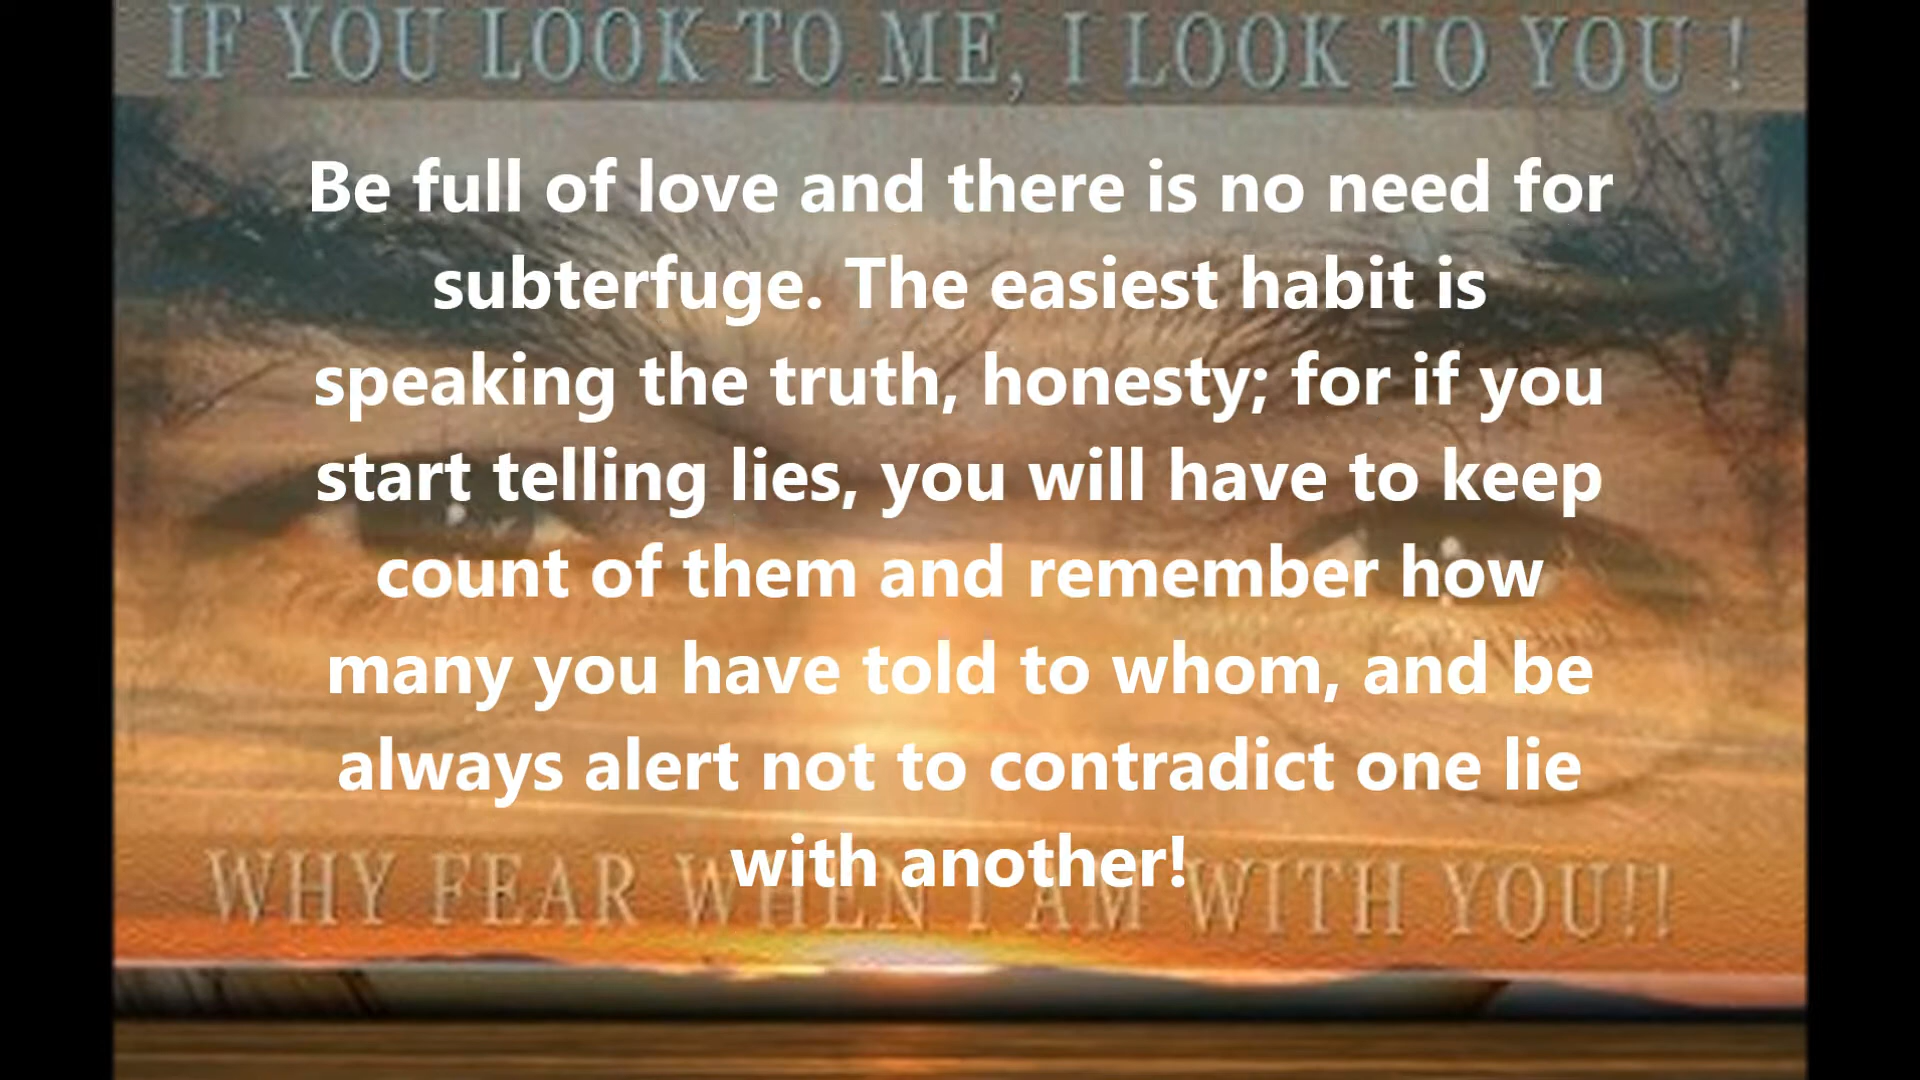 IF YOU LOOK TO ME, I LOOK TO YOU !
Be full of love and there is no need for
subterfuge. The easiest habit is
speaking the truth, honesty; for if you
start telling lies, you will have to keep
count of them and remember how
many you have told to whom, and be
always alert not to contradict one lie
with another!
WHY FEAR WHEN I AM WITH YOU!!